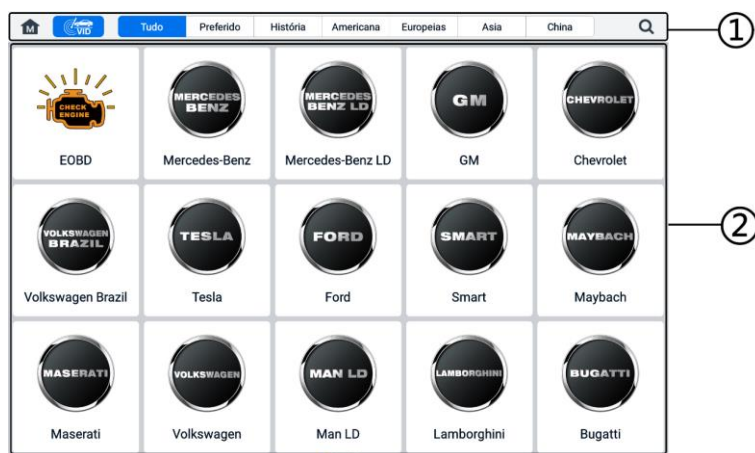 M VID Tudo Preferido História Americana Europeias Asia China
①
CHECK
ENGINE
MERCEDES
BENZ
MERCEDES
BENZ LD
GM
CHEVROLET
EOBD Mercedes-Benz Mercedes-Benz LD GM Chevrolet
②
VOLKSWAGEN
BRAZIL
TESLA
FORD
SMART
MAYBACH
Volkswagen Brazil Tesla Ford Smart Maybach
MASERATI
VOLKSWAGEN
MAN LD
LAMBORGHINI
BUGATTI
Maserati Volkswagen Man LD Lamborghini Bugatti